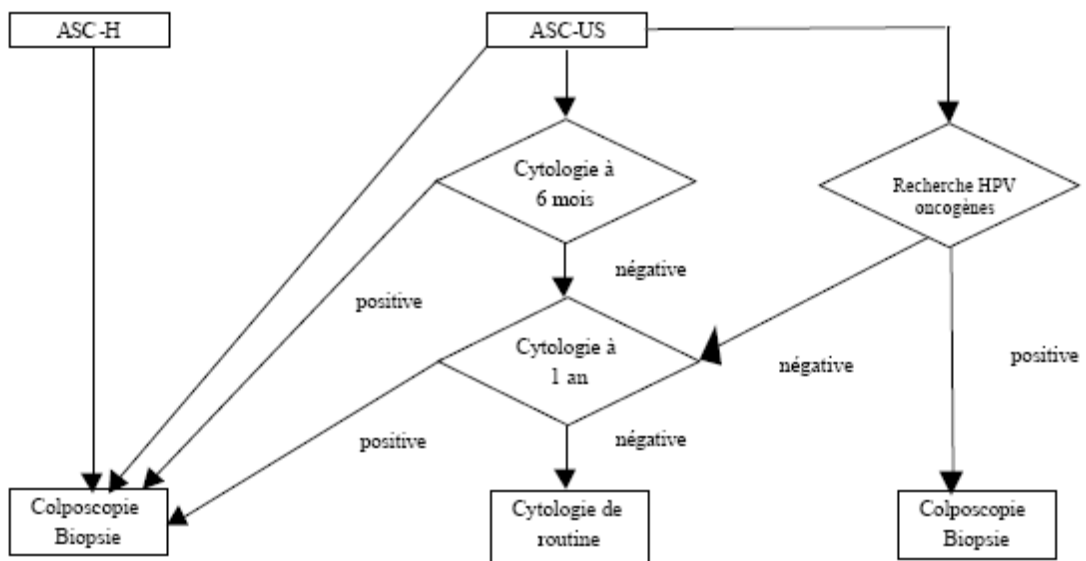 ASC-H
ASC-US
Cytologie à
6 mois
Recherche HPV
oncogènes
négative
positive
Cytologie à
1 an
négative
positive
positive
négative
Colposcopie
Biopsie
Cytologie de
routine
Colposcopie
Biopsie